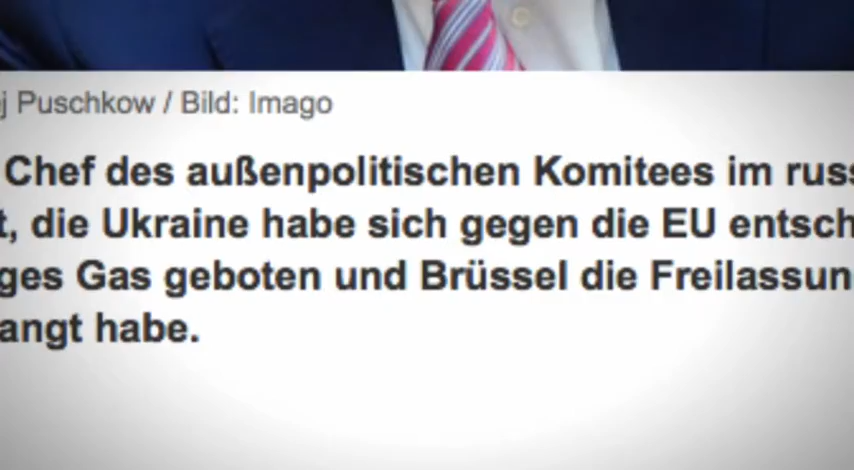 j Puschkow / Bild: Imago
Chef des außenpolitischen Komitees im russ
t, die Ukraine habe sich gegen die EU entsch
ges Gas geboten und Brüssel die Freilassun
angt habe.